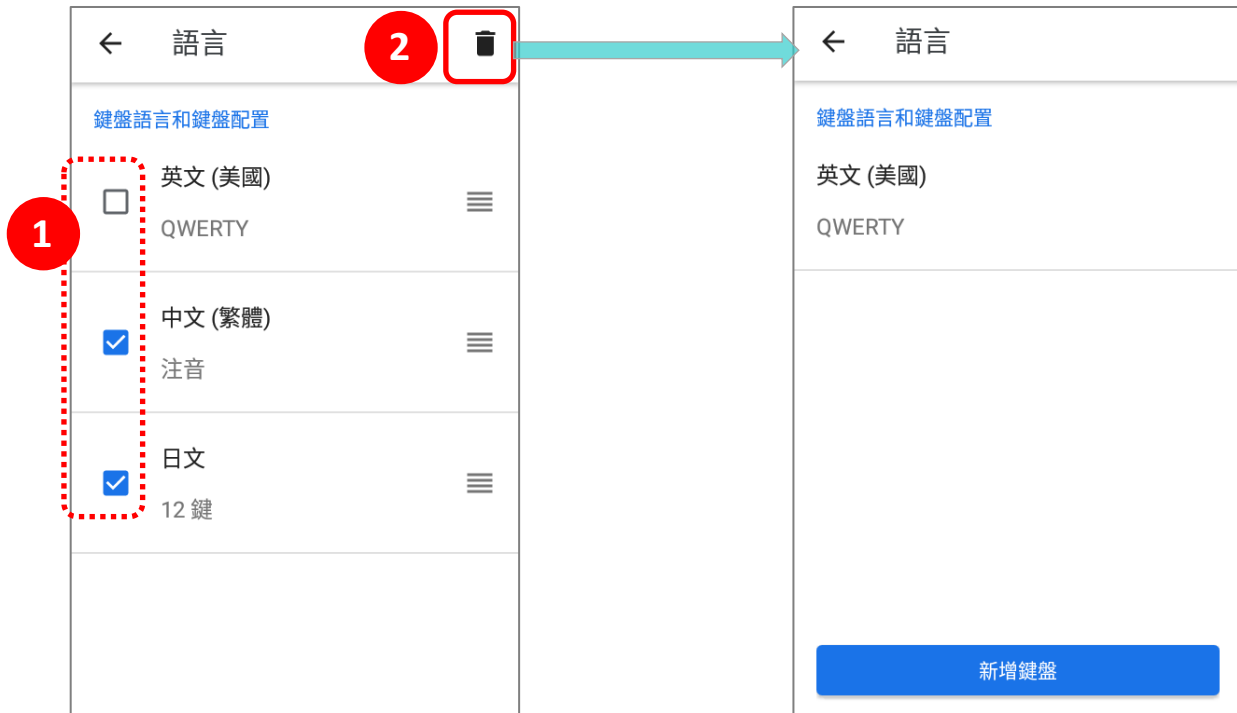 語言
2
鍵盤語言和鍵盤配置
1
英文 (美國)
QWERTY
中文 (繁體)
注音
日文
12 鍵
語言
鍵盤語言和鍵盤配置
英文 (美國)
QWERTY
新增鍵盤